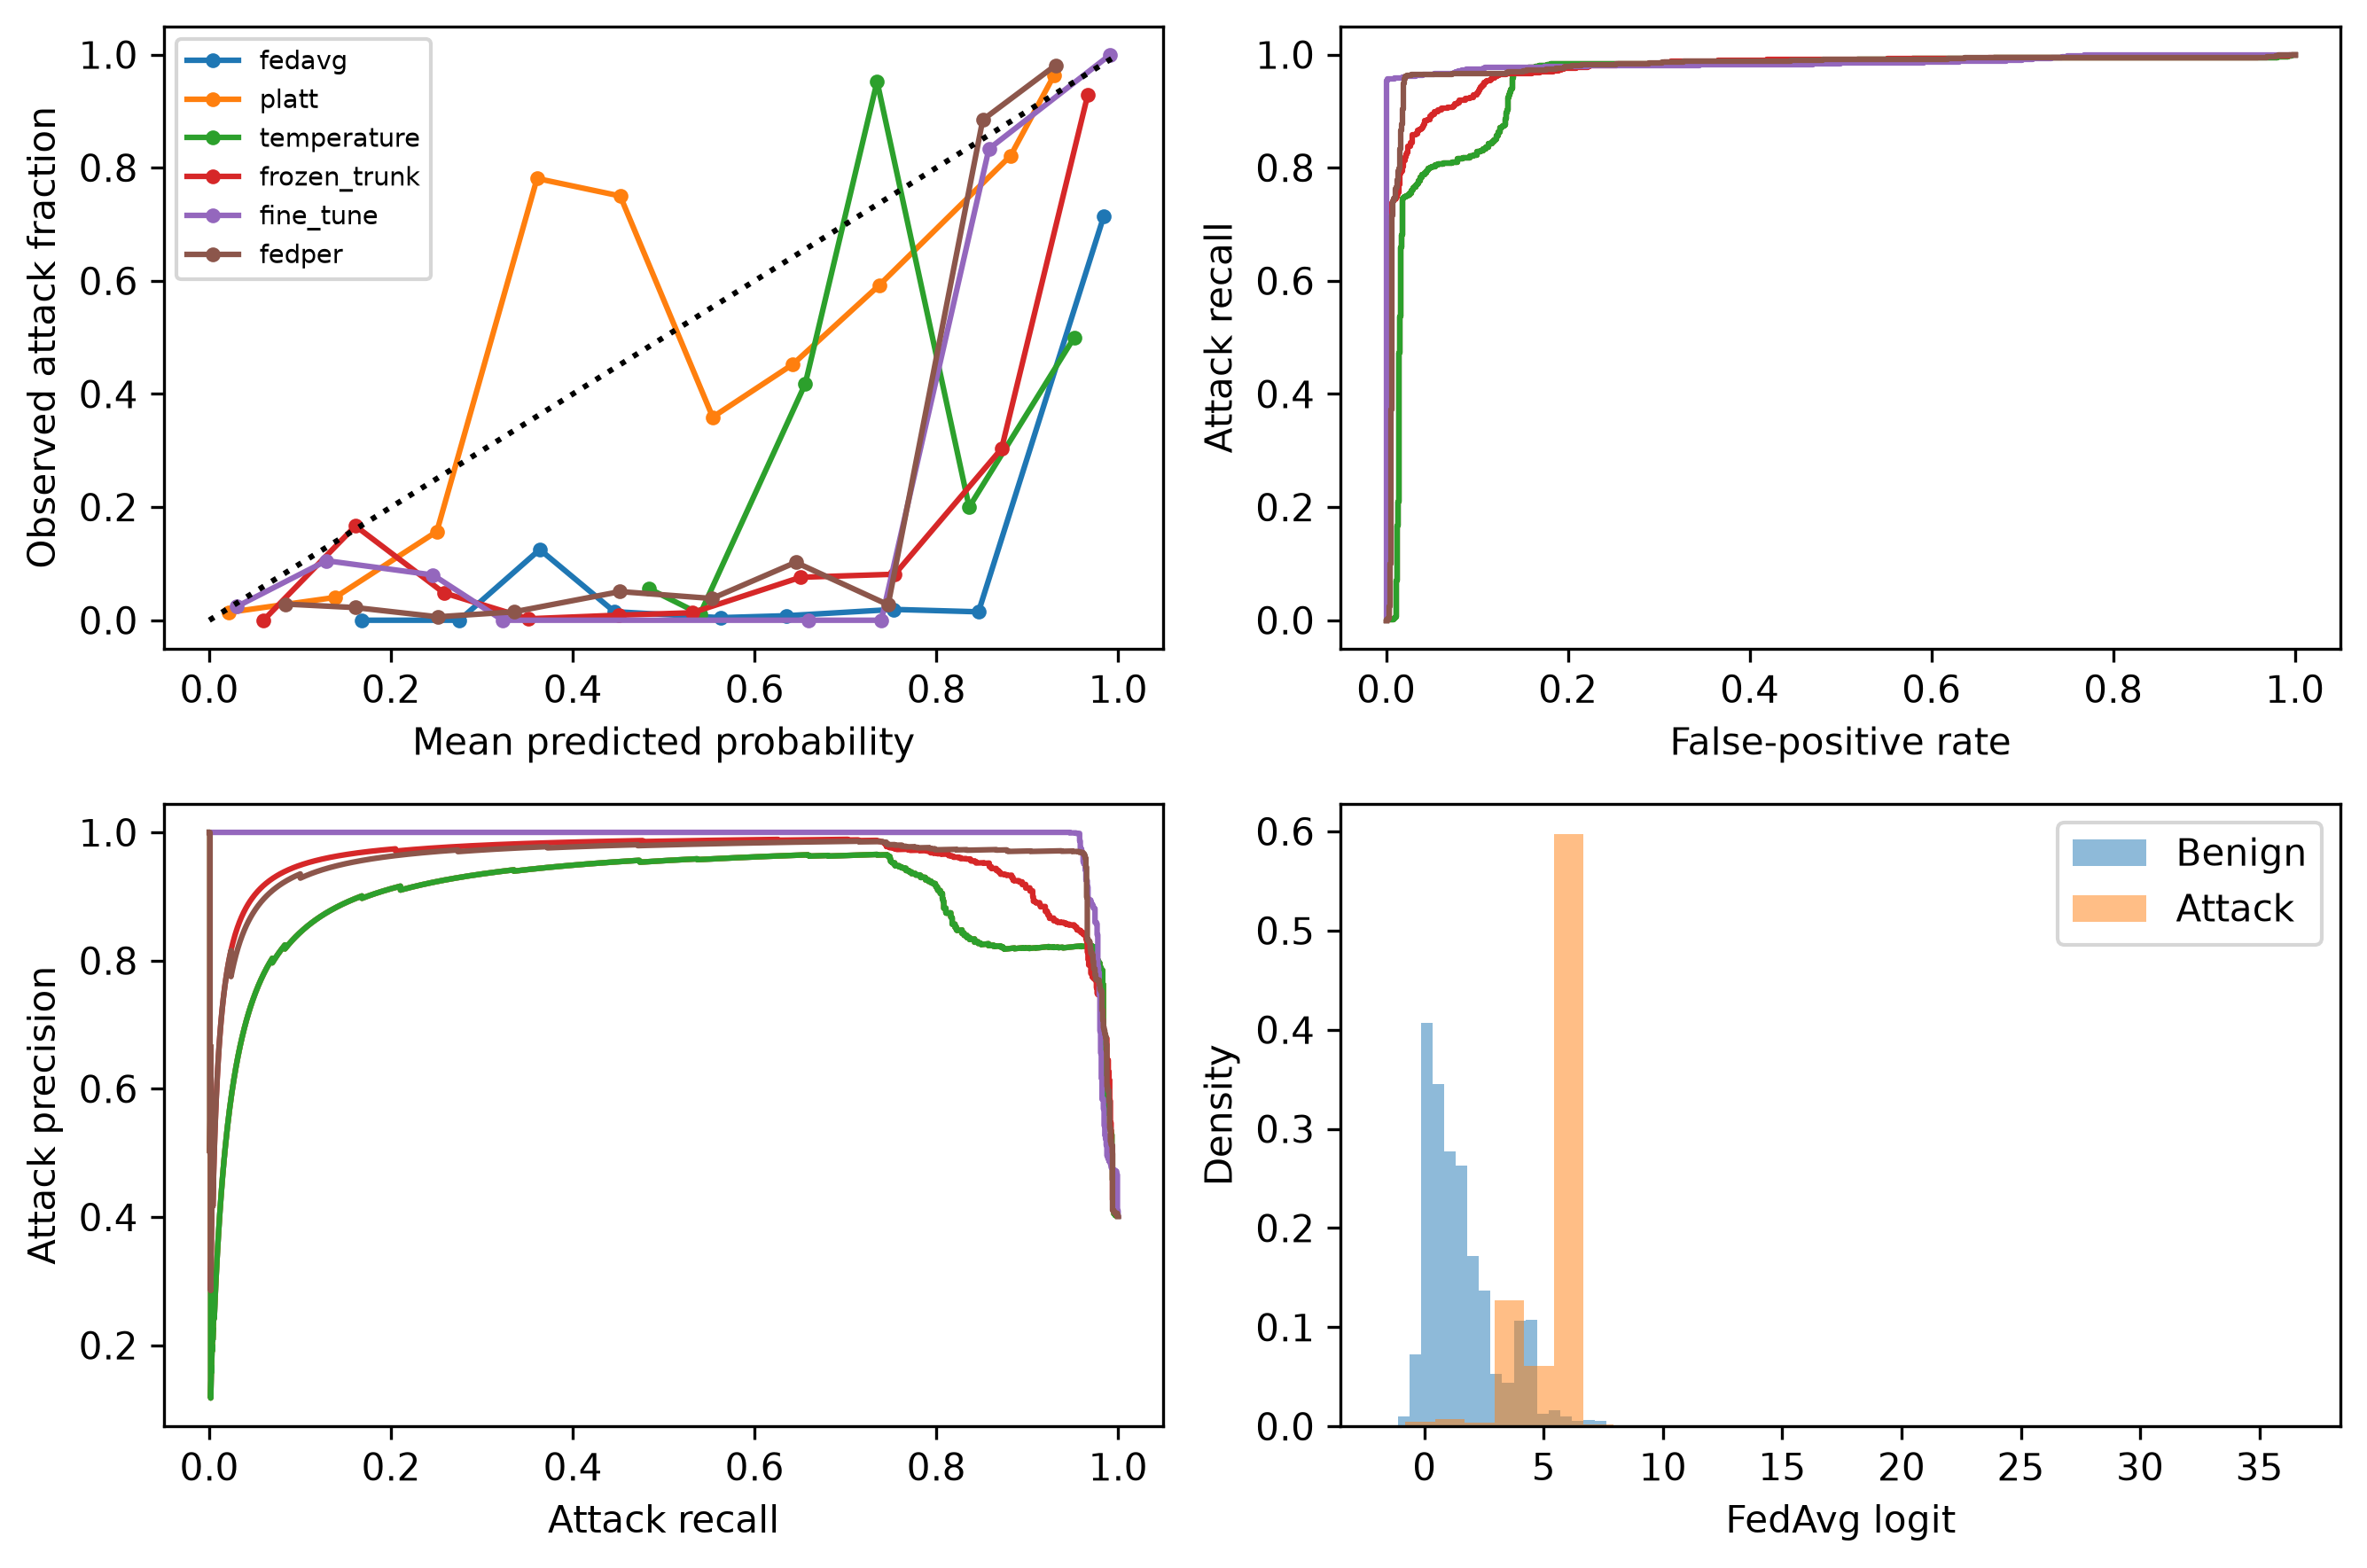 Observed attack fraction
1.0
0.8
0.6
0.4
0.2
0.0
fedavg
platt
temperature
frozen_trunk
fine_tune
fedper
0.0 0.2 0.4 0.6 0.8 1.0
Mean predicted probability
Attack recall
1.0
0.8
0.6
0.4
0.2
0.0
0.0 0.2 0.4 0.6 0.8 1.0
False-positive rate
Attack precision
1.0
0.8
0.6
0.4
0.2
0.0 0.2 0.4 0.6 0.8 1.0
Attack recall
Density
0.6
0.5
0.4
0.3
0.2
0.1
0.0
Benign
Attack
0 5 10 15 20 25 30 35
FedAvg logit